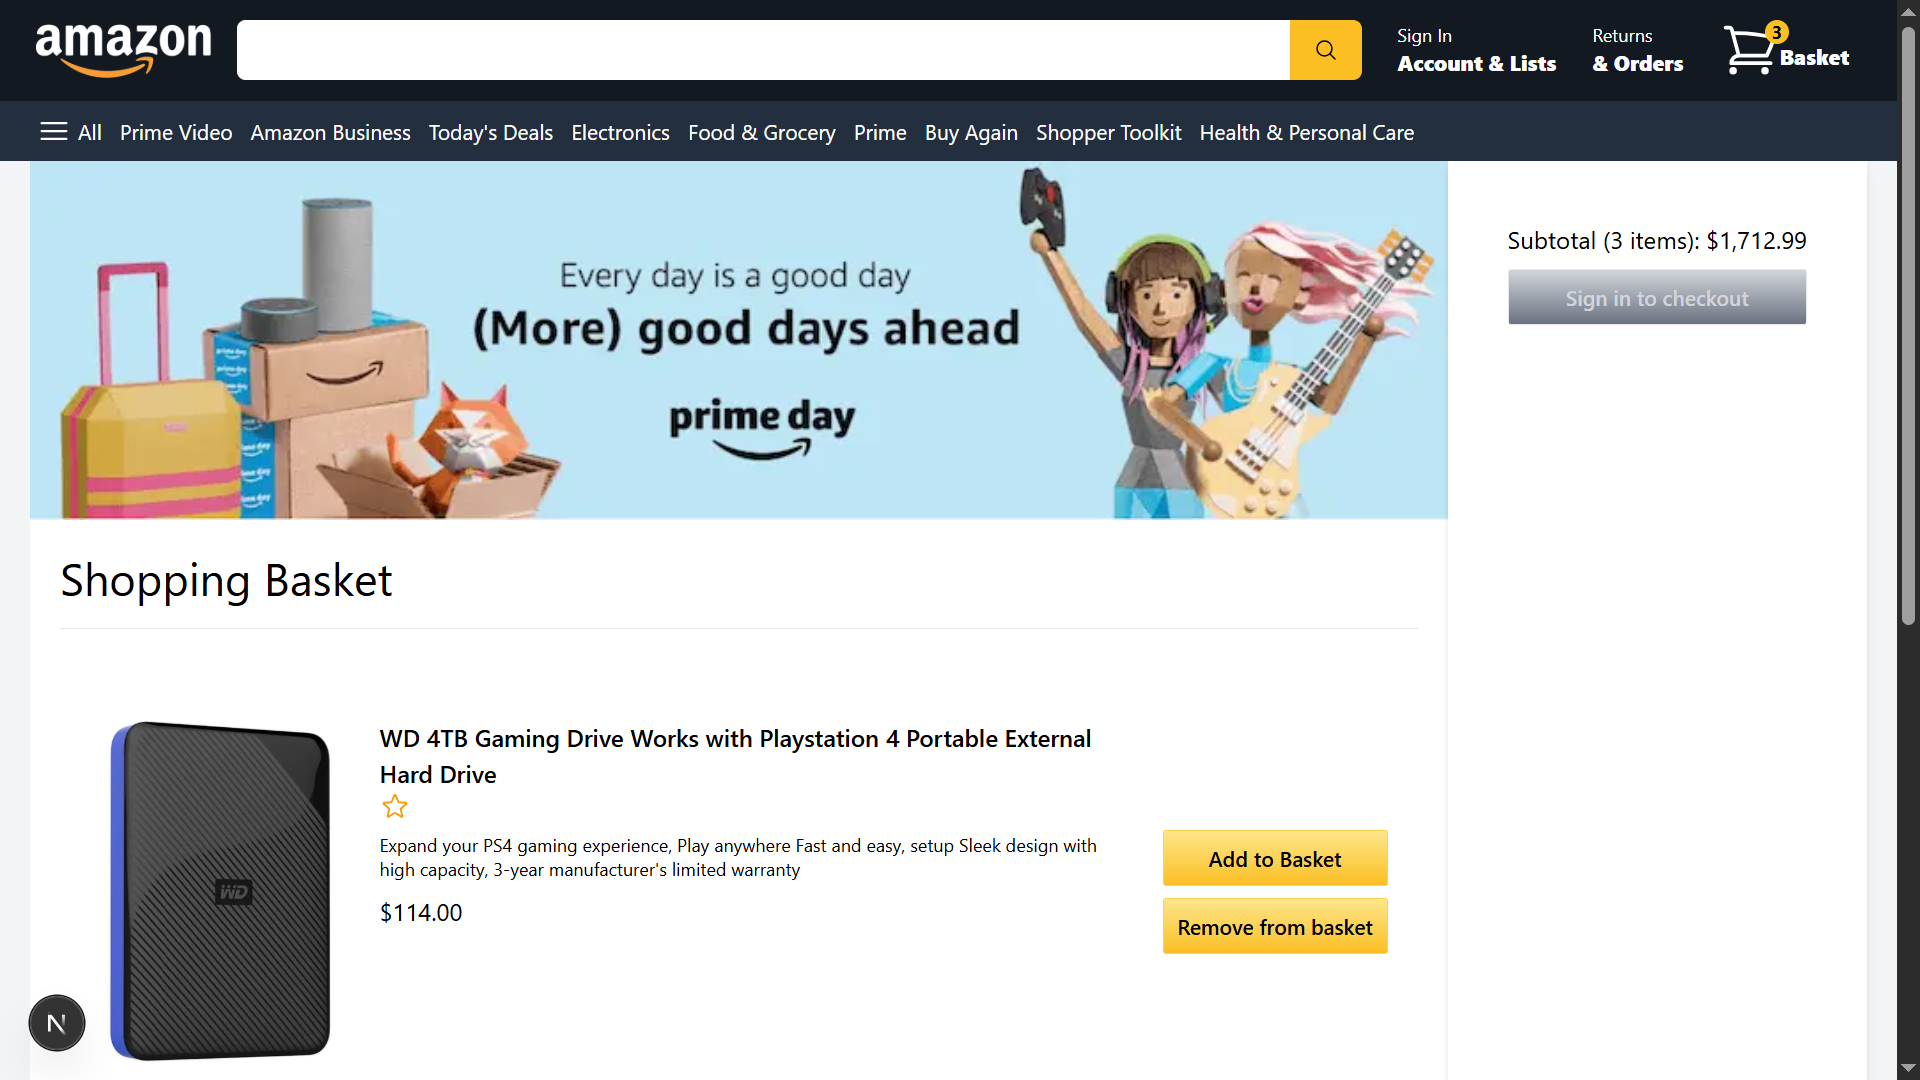 amazon
Sign In
Account & Lists
Returns
& Orders
3
Basket
All
Prime Video
Amazon Business
Today's Deals
Electronics
Food & Grocery
Prime
Buy Again
Shopper Toolkit
Health & Personal Care
Every day is a good day
(More) good days ahead
prime day
Subtotal (3 items): $1,712.99
Sign in to checkout
Shopping Basket
WD 4TB Gaming Drive Works with Playstation 4 Portable External
Hard Drive
Expand your PS4 gaming experience, Play anywhere Fast and easy, setup Sleek design with
high capacity, 3-year manufacturer's limited warranty
$114.00
Add to Basket
Remove from basket
WD
N